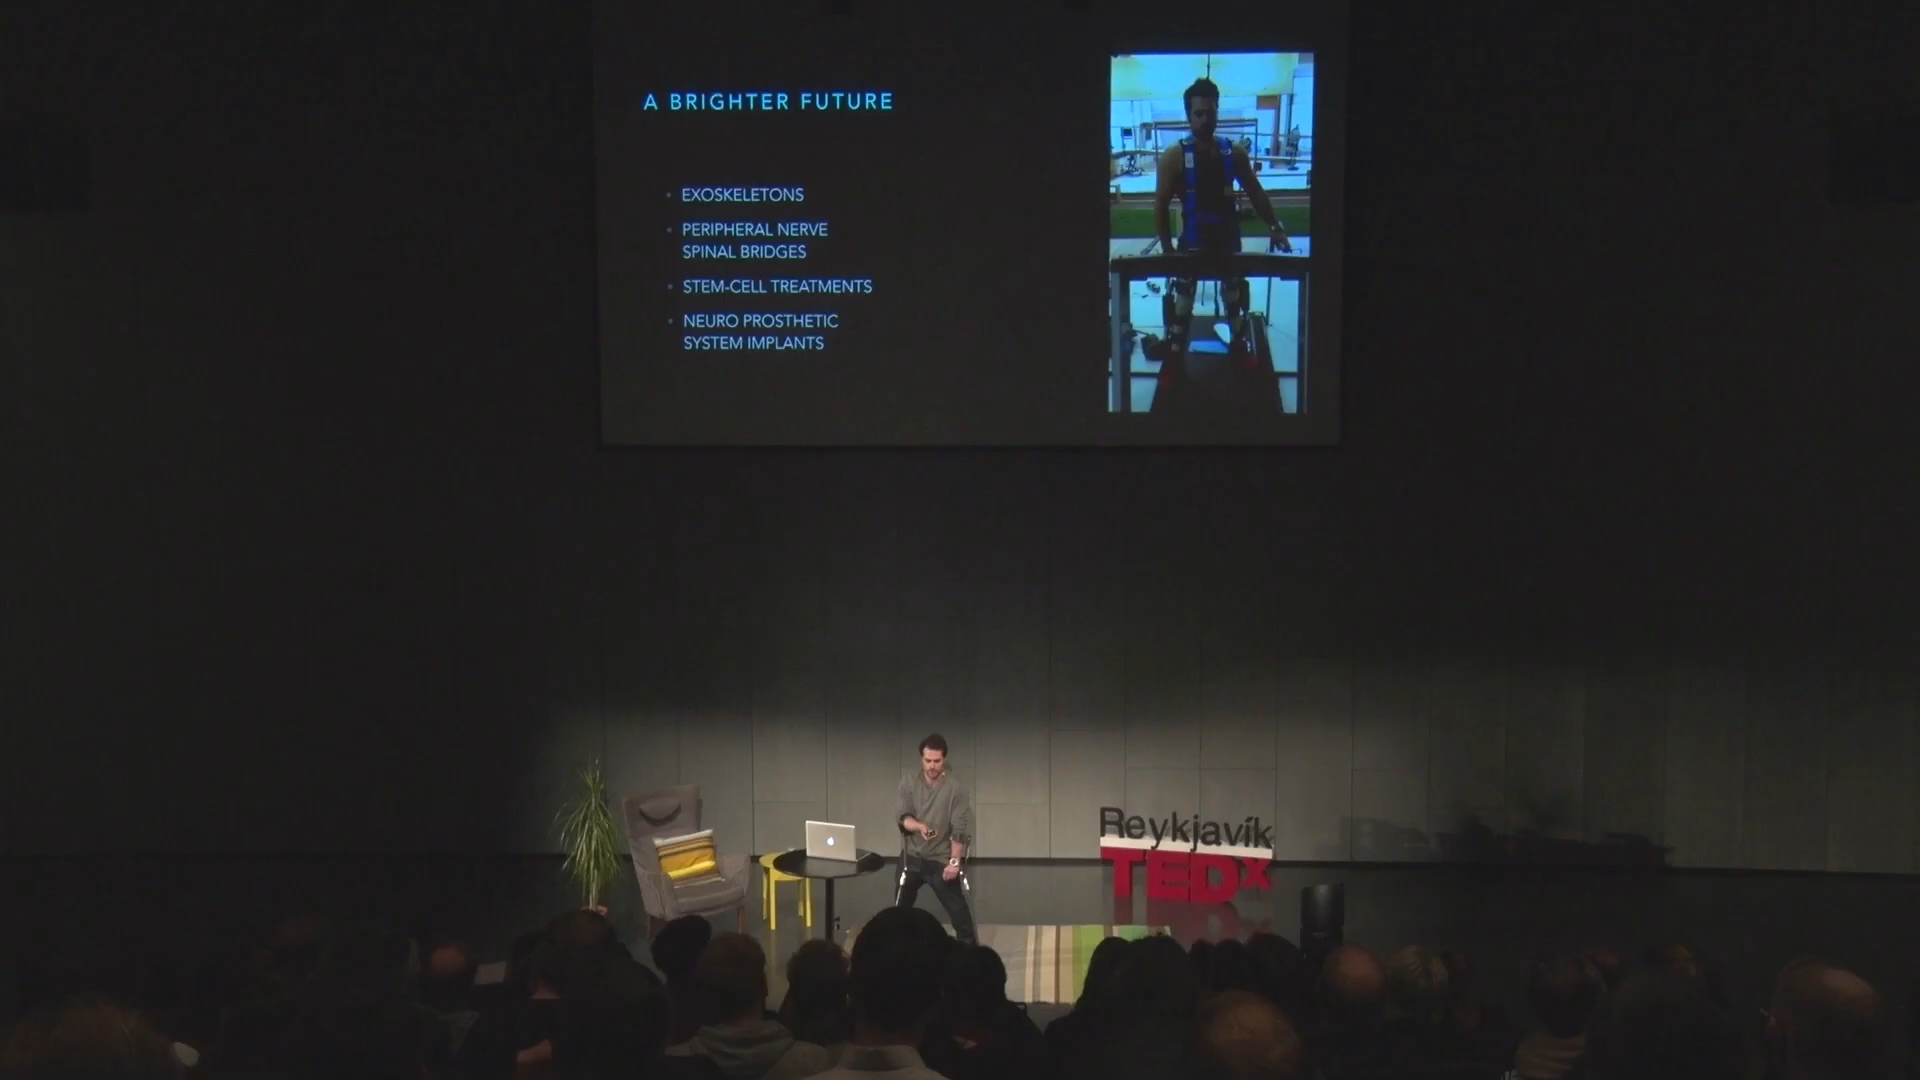 A BRIGHTER FUTURE
EXOSKELETONS
PERIPHERAL NERVE
SPINAL BRIDGES
STEM-CELL TREATMENTS
NEURO PROSTHETIC
SYSTEM IMPLANTS
Reykjavík
TEDx